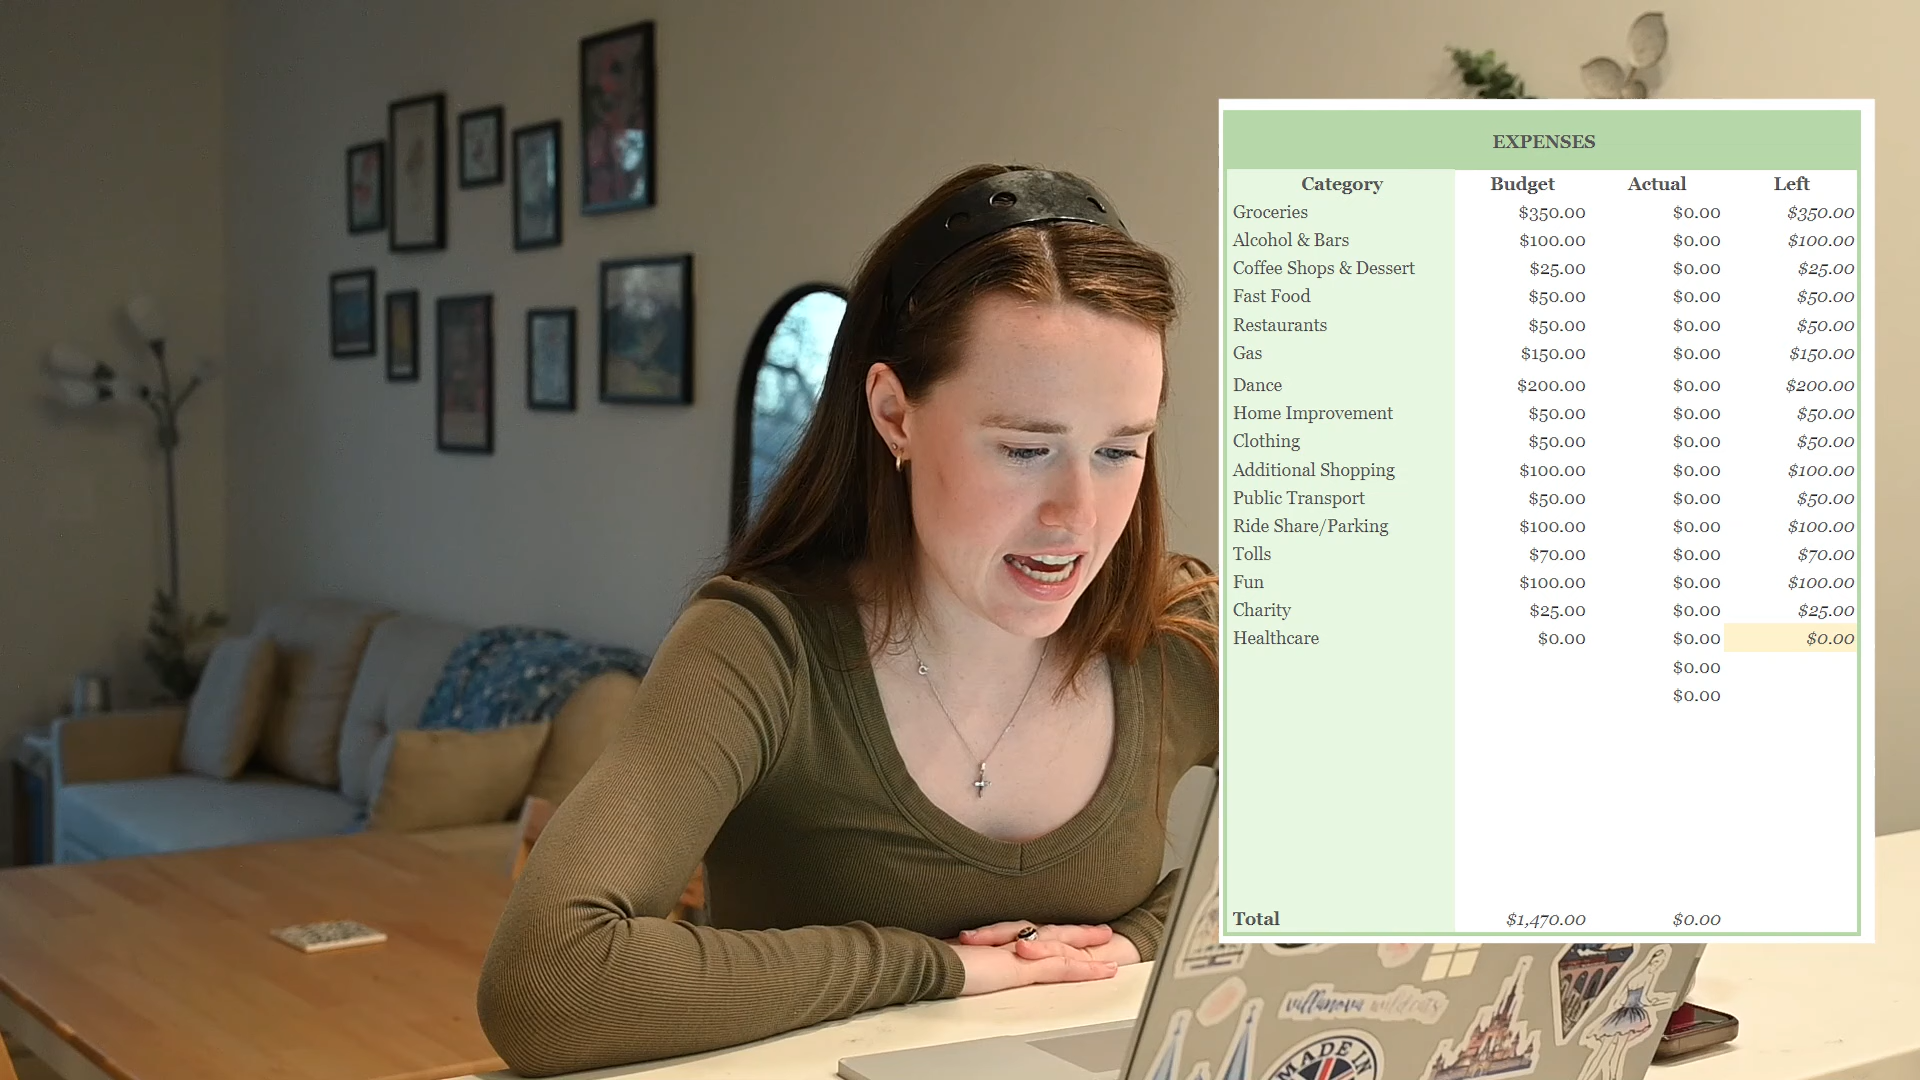 EXPENSES
Category Budget Actual Left
Groceries $350.00 $0.00 $350.00
Alcohol & Bars $100.00 $0.00 $100.00
Coffee Shops & Dessert $25.00 $0.00 $25.00
Fast Food $50.00 $0.00 $50.00
Restaurants $50.00 $0.00 $50.00
Gas $150.00 $0.00 $150.00
Dance $200.00 $0.00 $200.00
Home Improvement $50.00 $0.00 $50.00
Clothing $50.00 $0.00 $50.00
Additional Shopping $100.00 $0.00 $100.00
Public Transport $50.00 $0.00 $50.00
Ride Share/Parking $100.00 $0.00 $100.00
Tolls $70.00 $0.00 $70.00
Fun $100.00 $0.00 $100.00
Charity $25.00 $0.00 $25.00
Healthcare $0.00 $0.00 $0.00
$0.00
$0.00
Total $1,470.00 $0.00
villanova wildcats
MADE IN